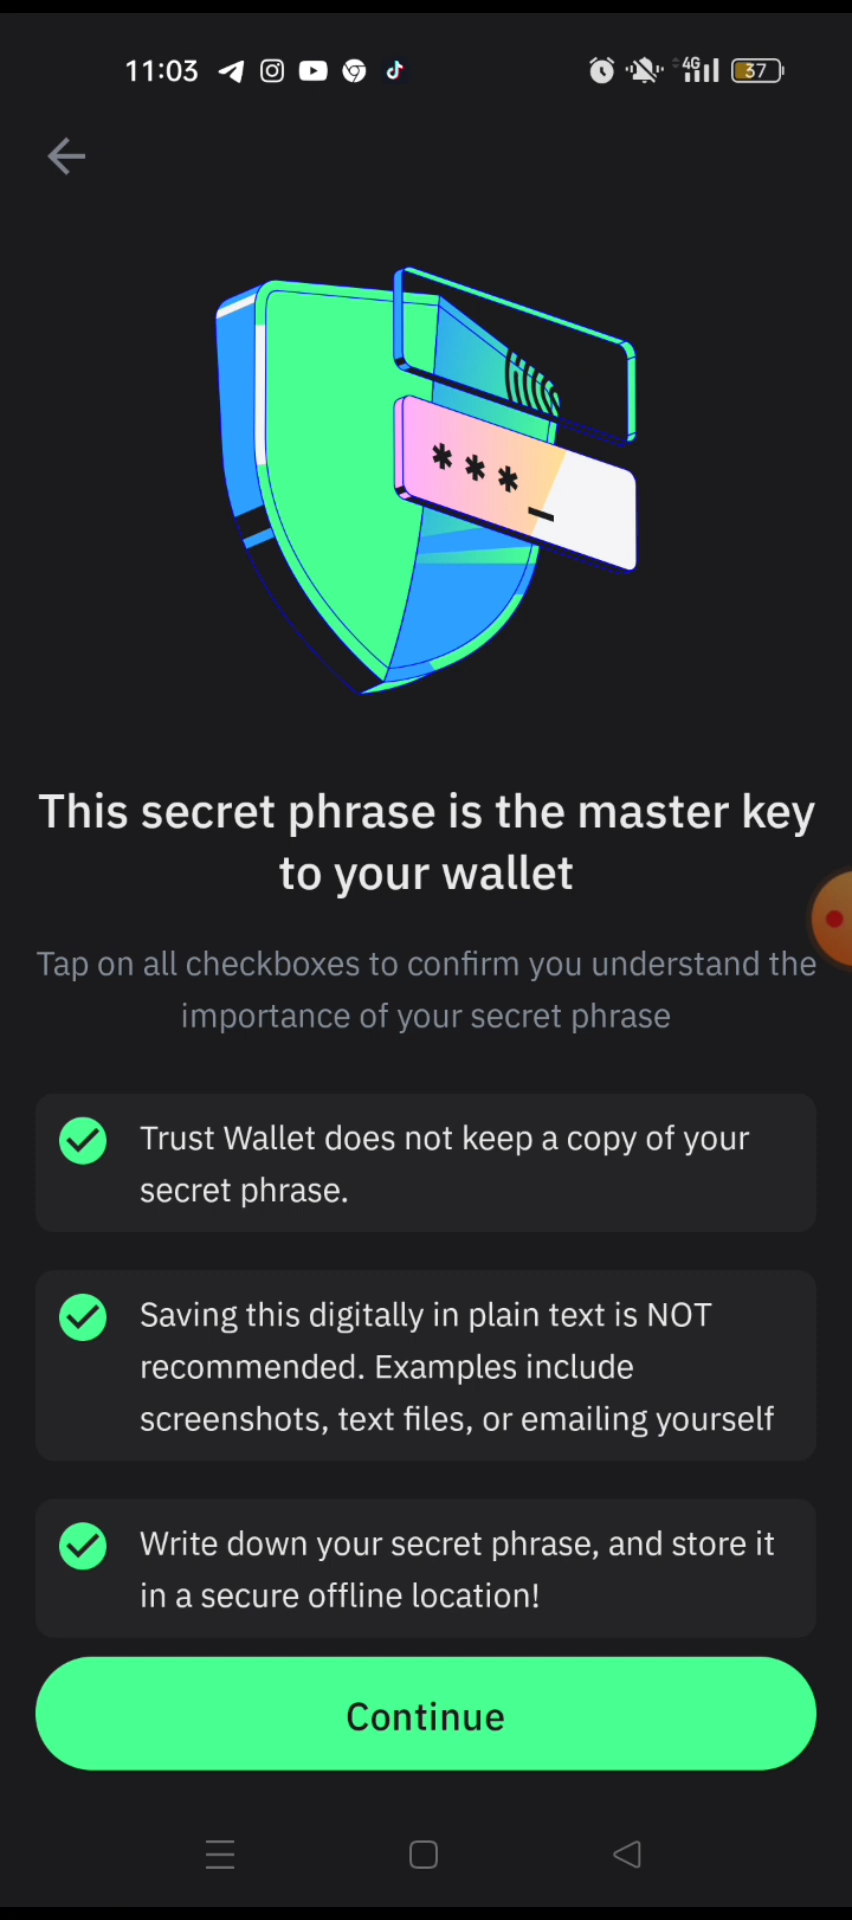 11:03 4G 37
***_
This secret phrase is the master key
to your wallet
Tap on all checkboxes to confirm you understand the
importance of your secret phrase
Trust Wallet does not keep a copy of your
secret phrase.
Saving this digitally in plain text is NOT
recommended. Examples include
screenshots, text files, or emailing yourself
Write down your secret phrase, and store it
in a secure offline location!
Continue